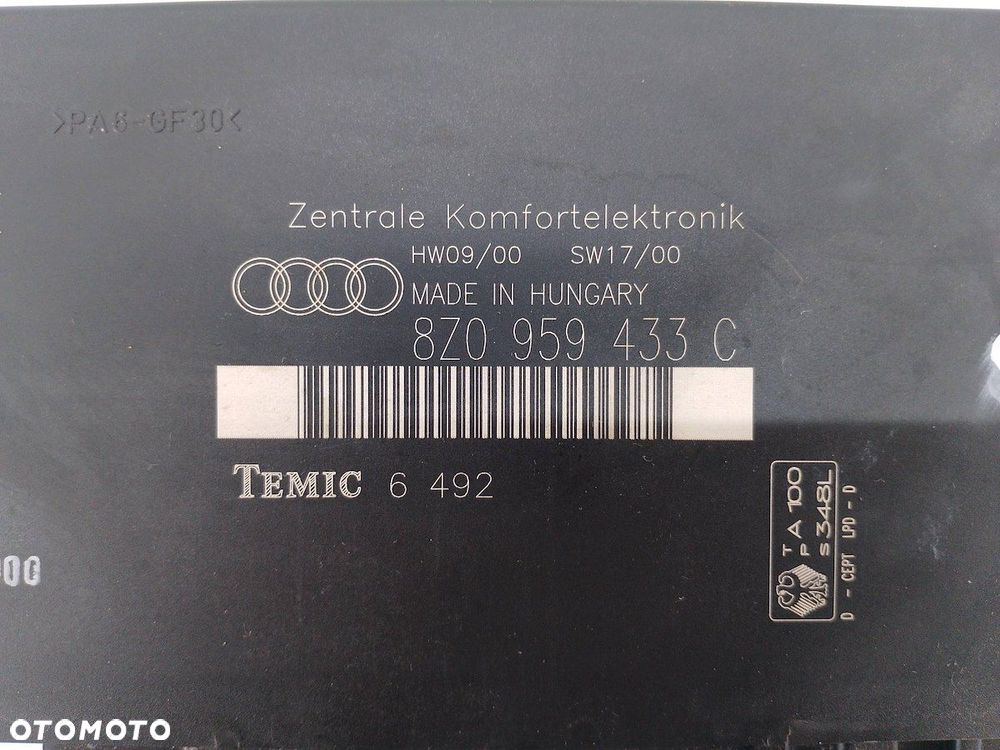 >PA6-GF30<
Zentrale Komfortelektronik
HW09/00 SW17/00
MADE IN HUNGARY
8Z0 959 433 C
TEMIC 6 492
T A 100
P
S 348L
D - CEPT LPD - D
00
OTOMOTO